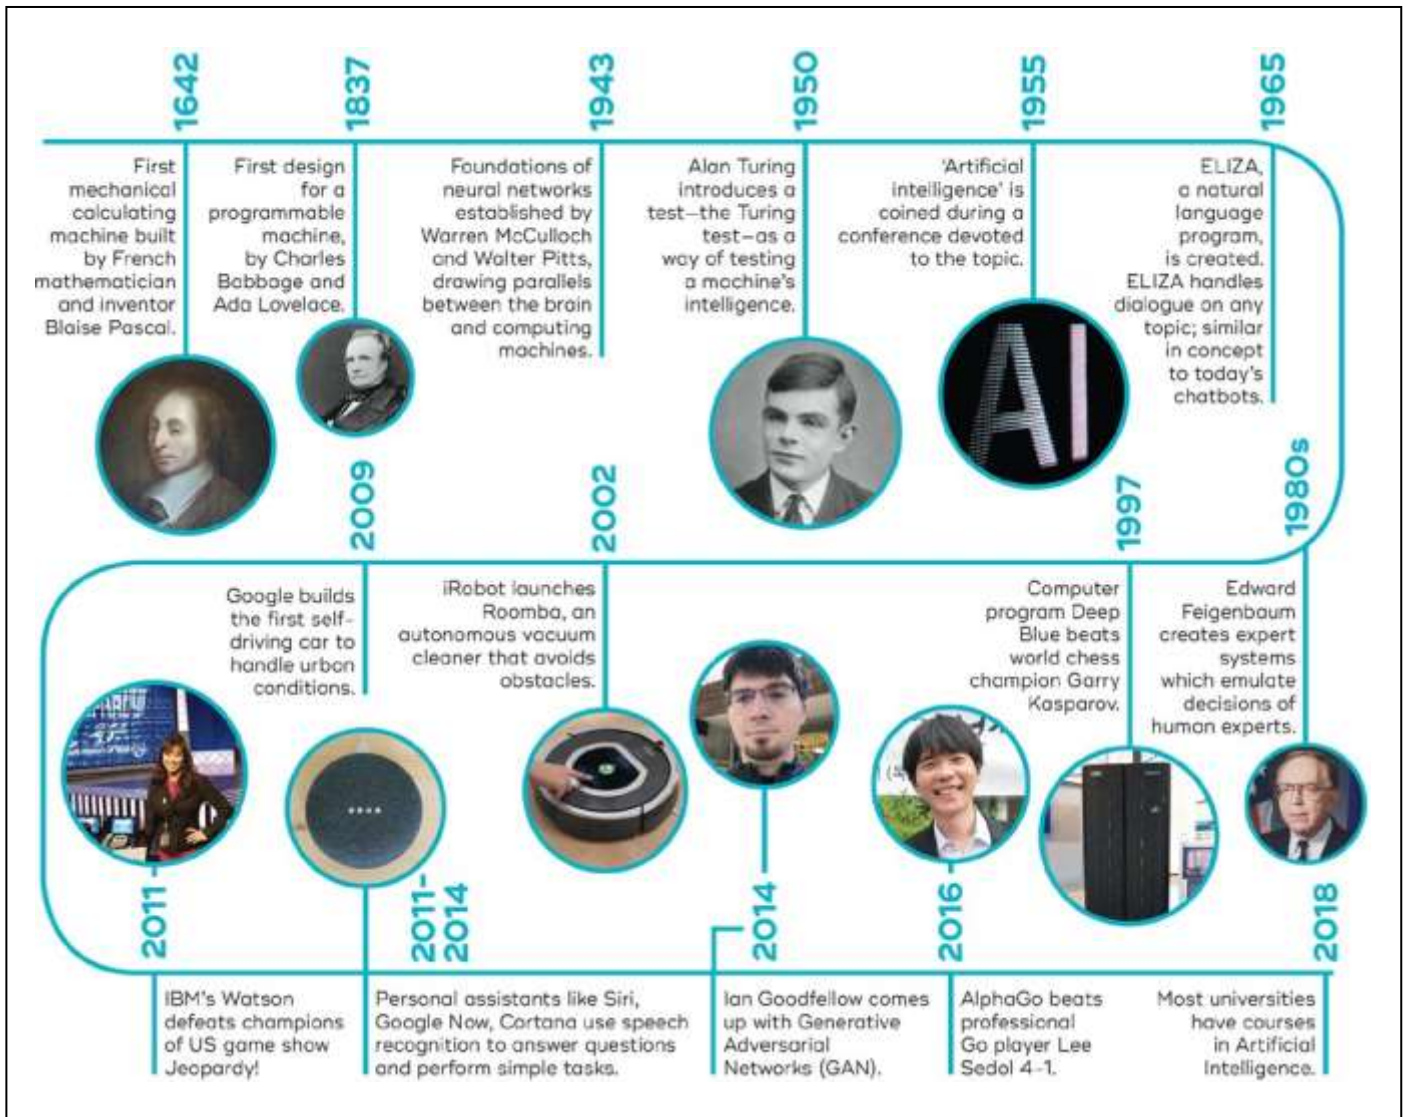 1642
First
mechanical
calculating
machine built
by French
mathematician
and inventor
Blaise Pascal.
1837
First design
for a
programmable
machine,
by Charles
Babbage and
Ada Lovelace.
1943
Foundations of
neural networks
established by
Warren McCulloch
and Walter Pitts,
drawing parallels
between the brain
and computing
machines.
1950
Alan Turing
introduces a
test—the Turing
test—as a
way of testing
a machine's
intelligence.
1955
'Artificial
intelligence' is
coined during a
conference devoted
to the topic.
AI
1965
ELIZA,
a natural
language
program,
is created.
ELIZA handles
dialogue on any
topic; similar
in concept
to today's
chatbots.
1980s
Edward
Feigenbaum
creates expert
systems
which emulate
decisions of
human experts.
1997
Computer
program Deep
Blue beats
world chess
champion Garry
Kasparov.
2002
iRobot launches
Roomba, an
autonomous vacuum
cleaner that avoids
obstacles.
2009
Google builds
the first self-
driving car to
handle urban
conditions.
2011
IBM's Watson
defeats champions
of US game show
Jeopardy!
2011-
2014
Personal assistants like Siri,
Google Now, Cortana use speech
recognition to answer questions
and perform simple tasks.
2014
Ian Goodfellow comes
up with Generative
Adversarial
Networks (GAN).
2016
AlphaGo beats
professional
Go player Lee
Sedol 4-1.
2018
Most universities
have courses
in Artificial
Intelligence.